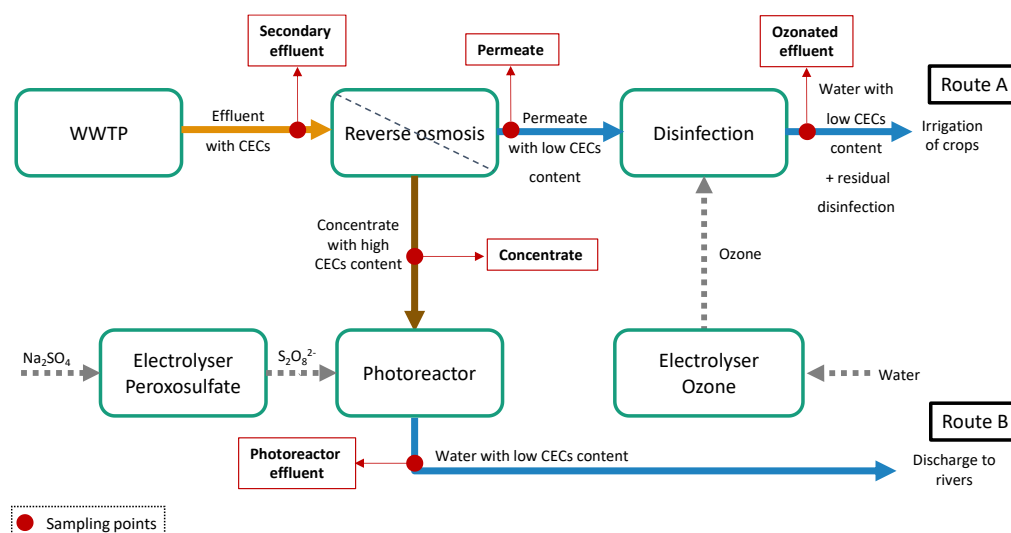 Secondary
effluent
Permeate
Ozonated
effluent
Route A
WWTP
Effluent
with CECs
Reverse osmosis
Permeate
with low CECs
content
Disinfection
Water with
low CECs
content
+ residual
disinfection
Irrigation
of crops
Concentrate
with high
CECs content
Concentrate
Ozone
Na₂SO₄
Electrolyser
Peroxosulfate
S₂O₈²⁻
Photoreactor
Electrolyser
Ozone
Water
Route B
Photoreactor
effluent
Water with low CECs content
Discharge to
rivers
Sampling points